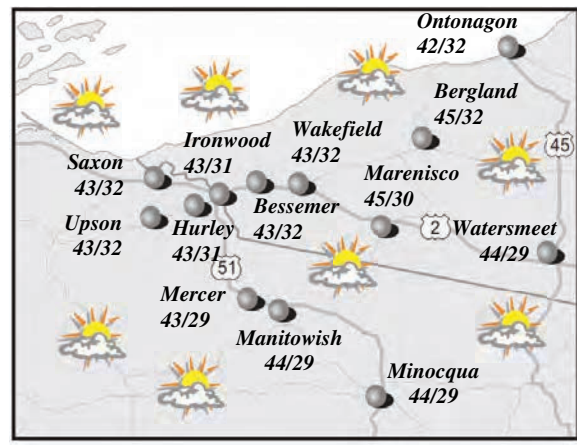 Ontonagon
42/32
Bergland
45/32
Ironwood
43/31
Wakefield
43/32
45
Saxon
43/32
Marenisco
45/30
Upson
43/32
Hurley
43/31
Bessemer
43/32
2
Watersmeet
44/29
51
Mercer
43/29
Manitowish
44/29
Minocqua
44/29